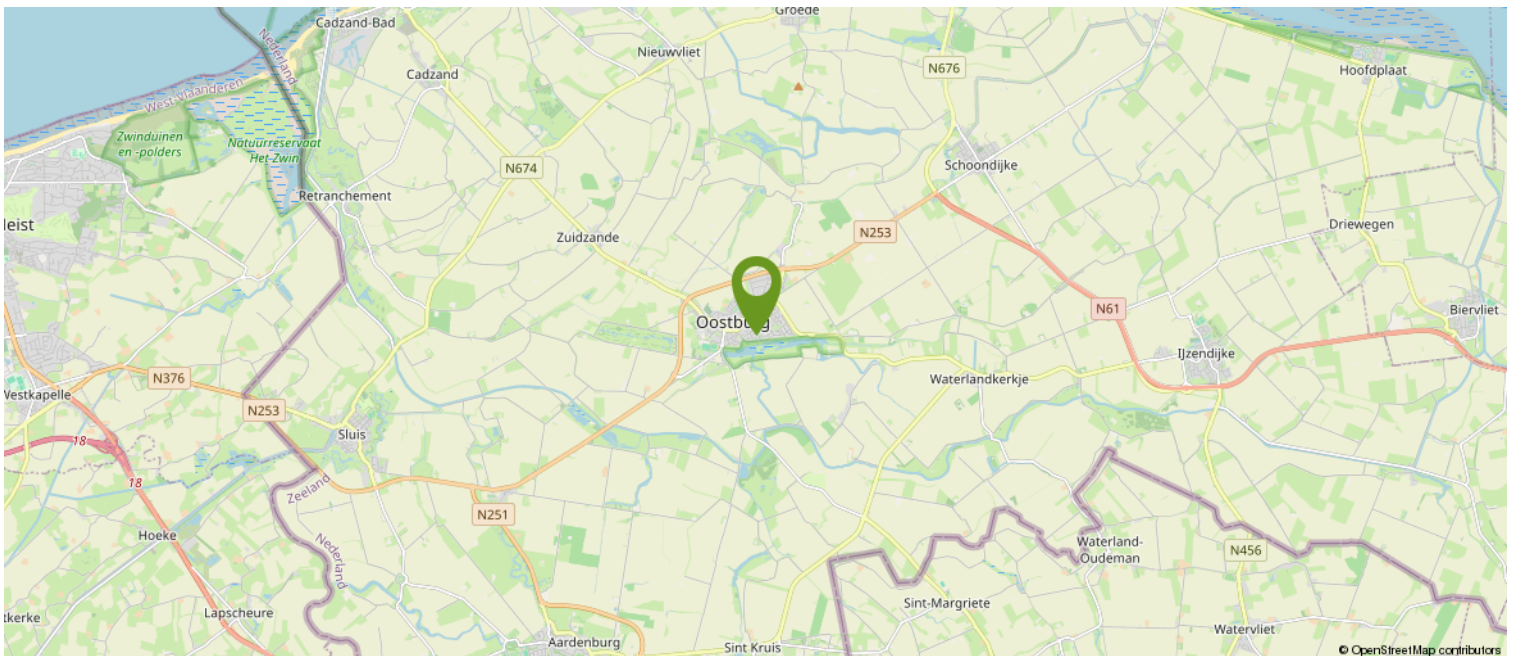 Groede
Cadzand-Bad
Nederland
Nieuwvliet
N676
Hoofdplaat
Cadzand
West-Vlaanderen
Zwinduinen
en -polders
Natuurreservaat
Het Zwin
Schoondijke
N674
Retranchement
leist
Driewegen
N253
Zuidzande
N61
Biervliet
Oostburg
IJzendijke
N376
Waterlandkerkje
Westkapelle
N253
Sluis
18
18
Zeeland
N251
Hoeke
Nederland
Waterland-
Oudeman
N456
Sint-Margriete
Lapscheure
tkerke
Watervliet
Aardenburg
Sint Kruis
© OpenStreetMap contributors